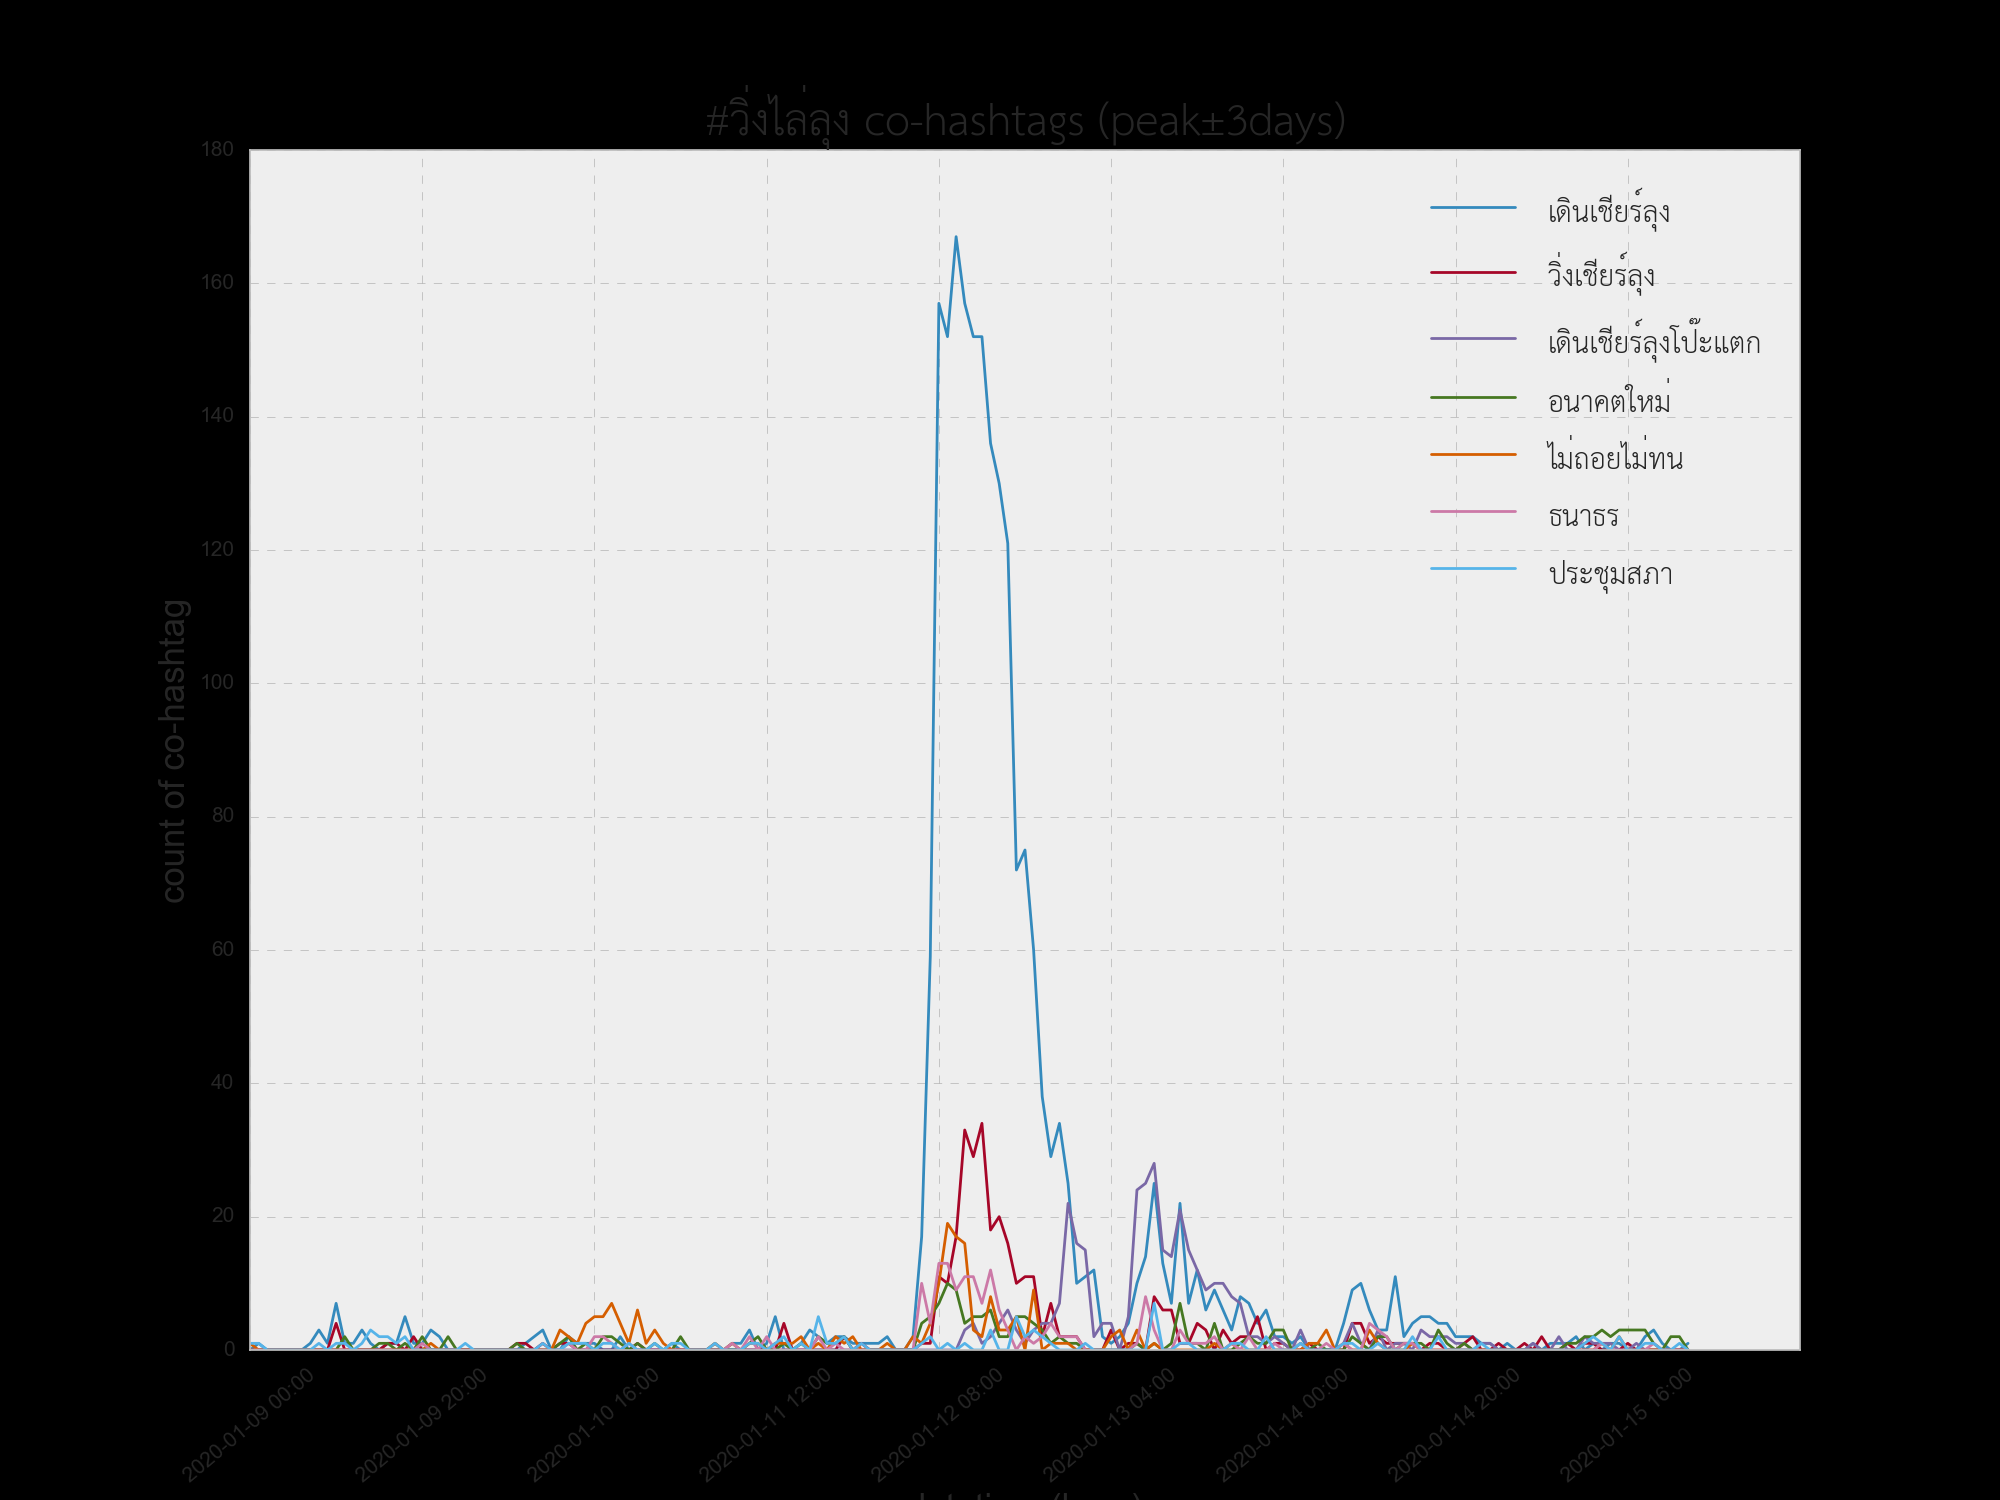 #วิ่งไล่ลุง co-hashtags (peak±3days)
180
160
140
120
100
80
60
40
20
0
count of co-hashtag
เดินเชียร์ลุง
วิ่งเชียร์ลุง
เดินเชียร์ลุงโป๊ะแตก
อนาคตใหม่
ไม่ถอยไม่ทน
ธนาธร
ประชุมสภา
2020-01-09 00:00
2020-01-09 20:00
2020-01-10 16:00
2020-01-11 12:00
2020-01-12 08:00
2020-01-13 04:00
2020-01-14 00:00
2020-01-14 20:00
2020-01-15 16:00